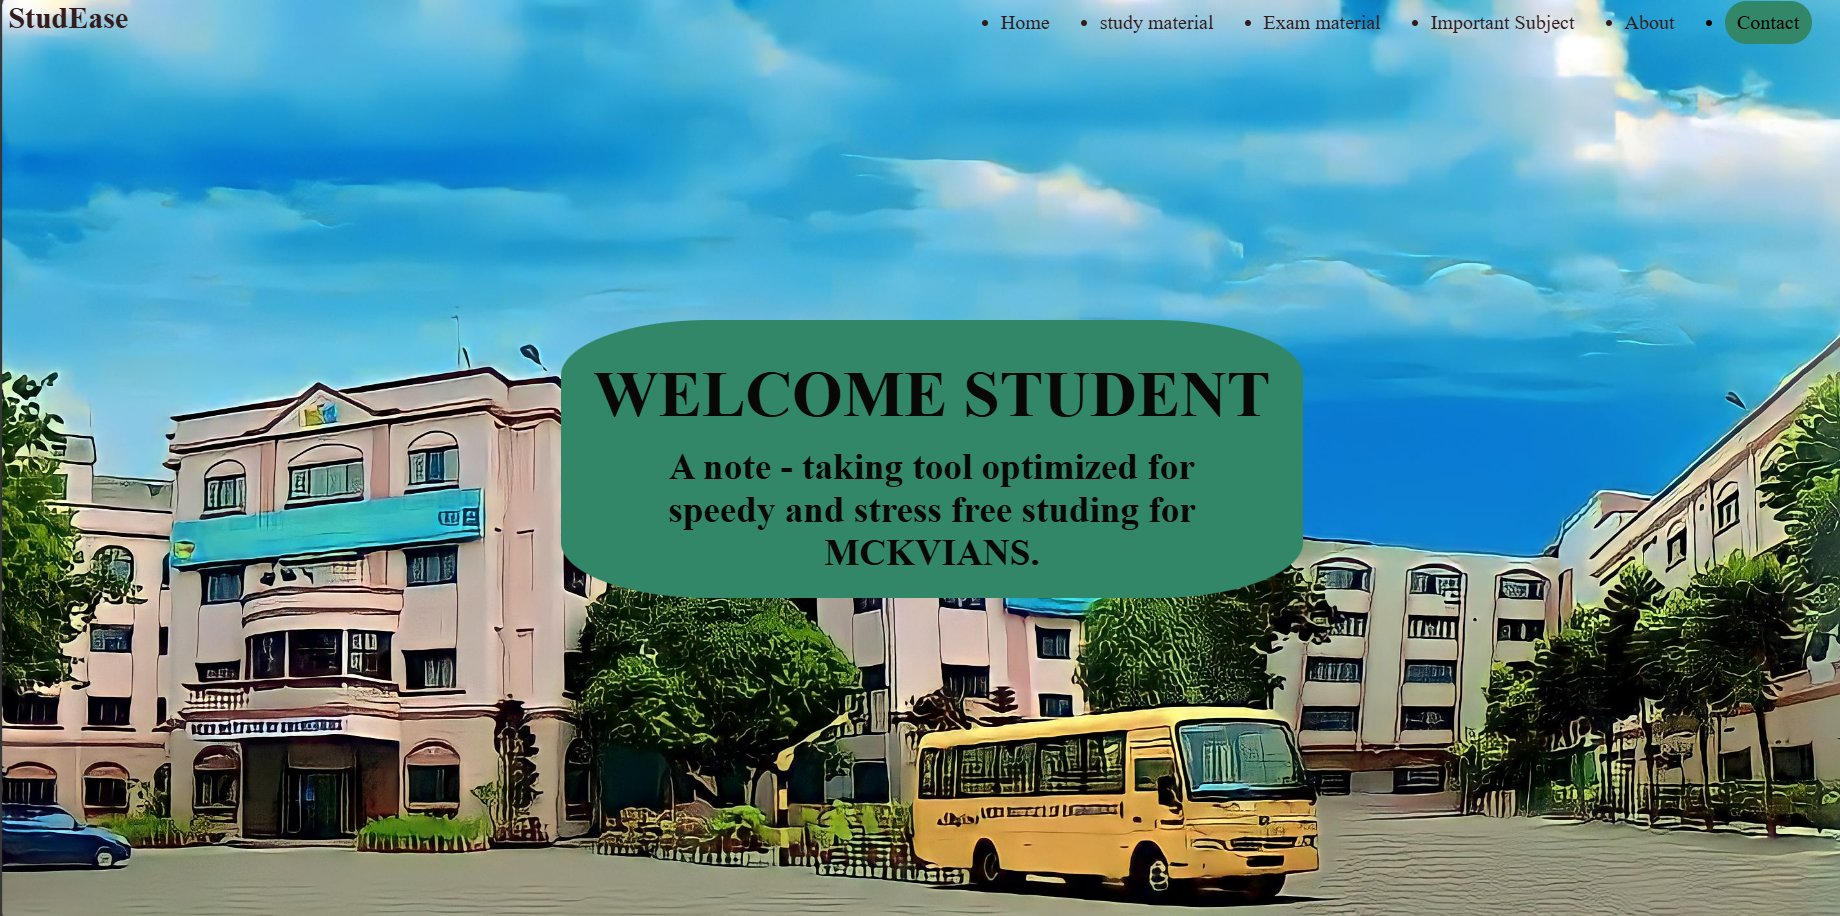 StudEase
Home
study material
Exam material
Important Subject
About
Contact
WELCOME STUDENT
A note - taking tool optimized for
speedy and stress free studing for
MCKVIANS.